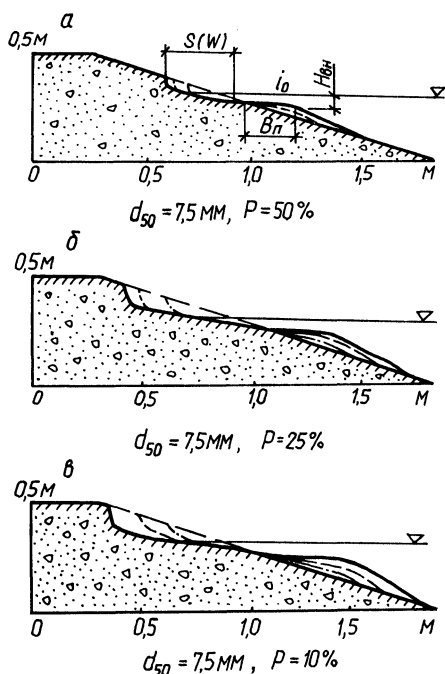 а
0,5М
S(W)
i₀
Hвн
Bп
0 0,5 1,0 1,5 М
d₅₀ = 7,5 ММ, P = 50%
б
0,5М
0 0,5 1,0 1,5 М
d₅₀ = 7,5 ММ, P = 25%
в
0,5М
0 0,5 1,0 1,5 М
d₅₀ = 7,5 ММ, P = 10%